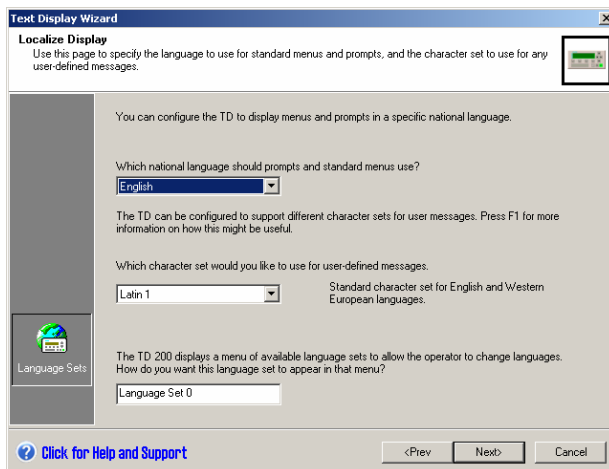 Text Display Wizard
Localize Display
Use this page to specify the language to use for standard menus and prompts, and the character set to use for any
user-defined messages.
You can configure the TD to display menus and prompts in a specific national language.
Which national language should prompts and standard menus use?
English
The TD can be configured to support different character sets for user messages. Press F1 for more
information on how this might be useful.
Which character set would you like to use for user-defined messages.
Latin 1
Standard character set for English and Western
European languages.
Language Sets
The TD 200 displays a menu of available language sets to allow the operator to change languages.
How do you want this language set to appear in that menu?
Language Set 0
Click for Help and Support
<Prev
Next>
Cancel